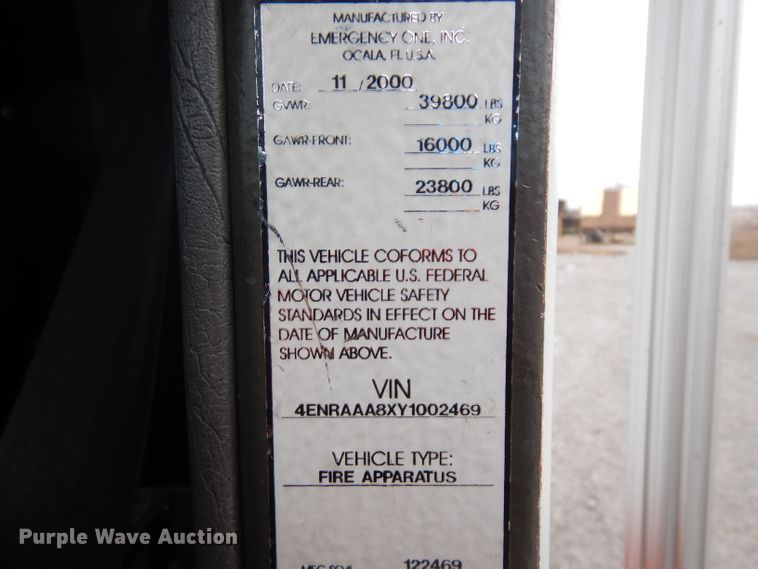 MANUFACTURED BY
EMERGENCY ONE, INC.
OCALA, FL U.S.A.
DATE: 11 / 2000
GVWR: 39800 LBS
KG
GAWR-FRONT: 16000 LBS
KG
GAWR-REAR: 23800 LBS
KG
THIS VEHICLE COFORMS TO
ALL APPLICABLE U.S. FEDERAL
MOTOR VEHICLE SAFETY
STANDARDS IN EFFECT ON THE
DATE OF MANUFACTURE
SHOWN ABOVE.
VIN
4ENRAAA8XY1002469
VEHICLE TYPE:
FIRE APPARATUS
122469
Purple Wave Auction